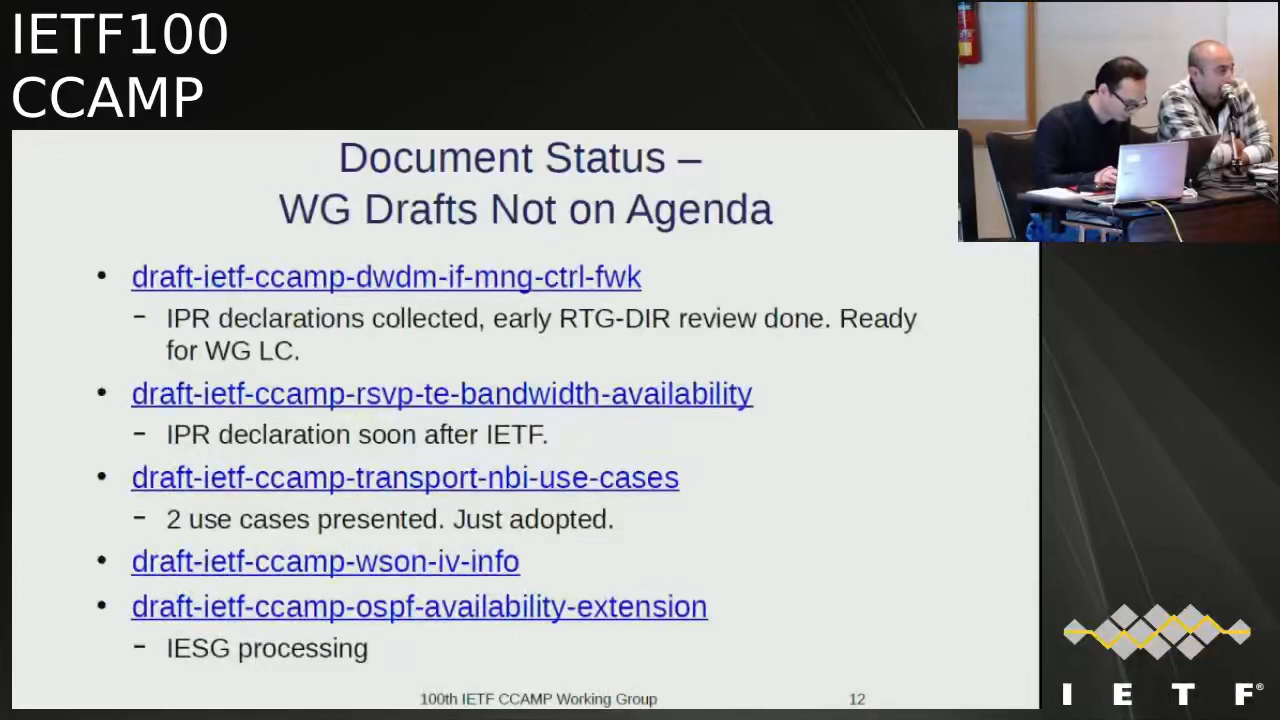 IETF100
CCAMP
Document Status –
WG Drafts Not on Agenda
• draft-ietf-ccamp-dwdm-if-mng-ctrl-fwk
– IPR declarations collected, early RTG-DIR review done. Ready
for WG LC.
• draft-ietf-ccamp-rsvp-te-bandwidth-availability
– IPR declaration soon after IETF.
• draft-ietf-ccamp-transport-nbi-use-cases
– 2 use cases presented. Just adopted.
• draft-ietf-ccamp-wson-iv-info
• draft-ietf-ccamp-ospf-availability-extension
– IESG processing
100th IETF CCAMP Working Group 12
I E T F®